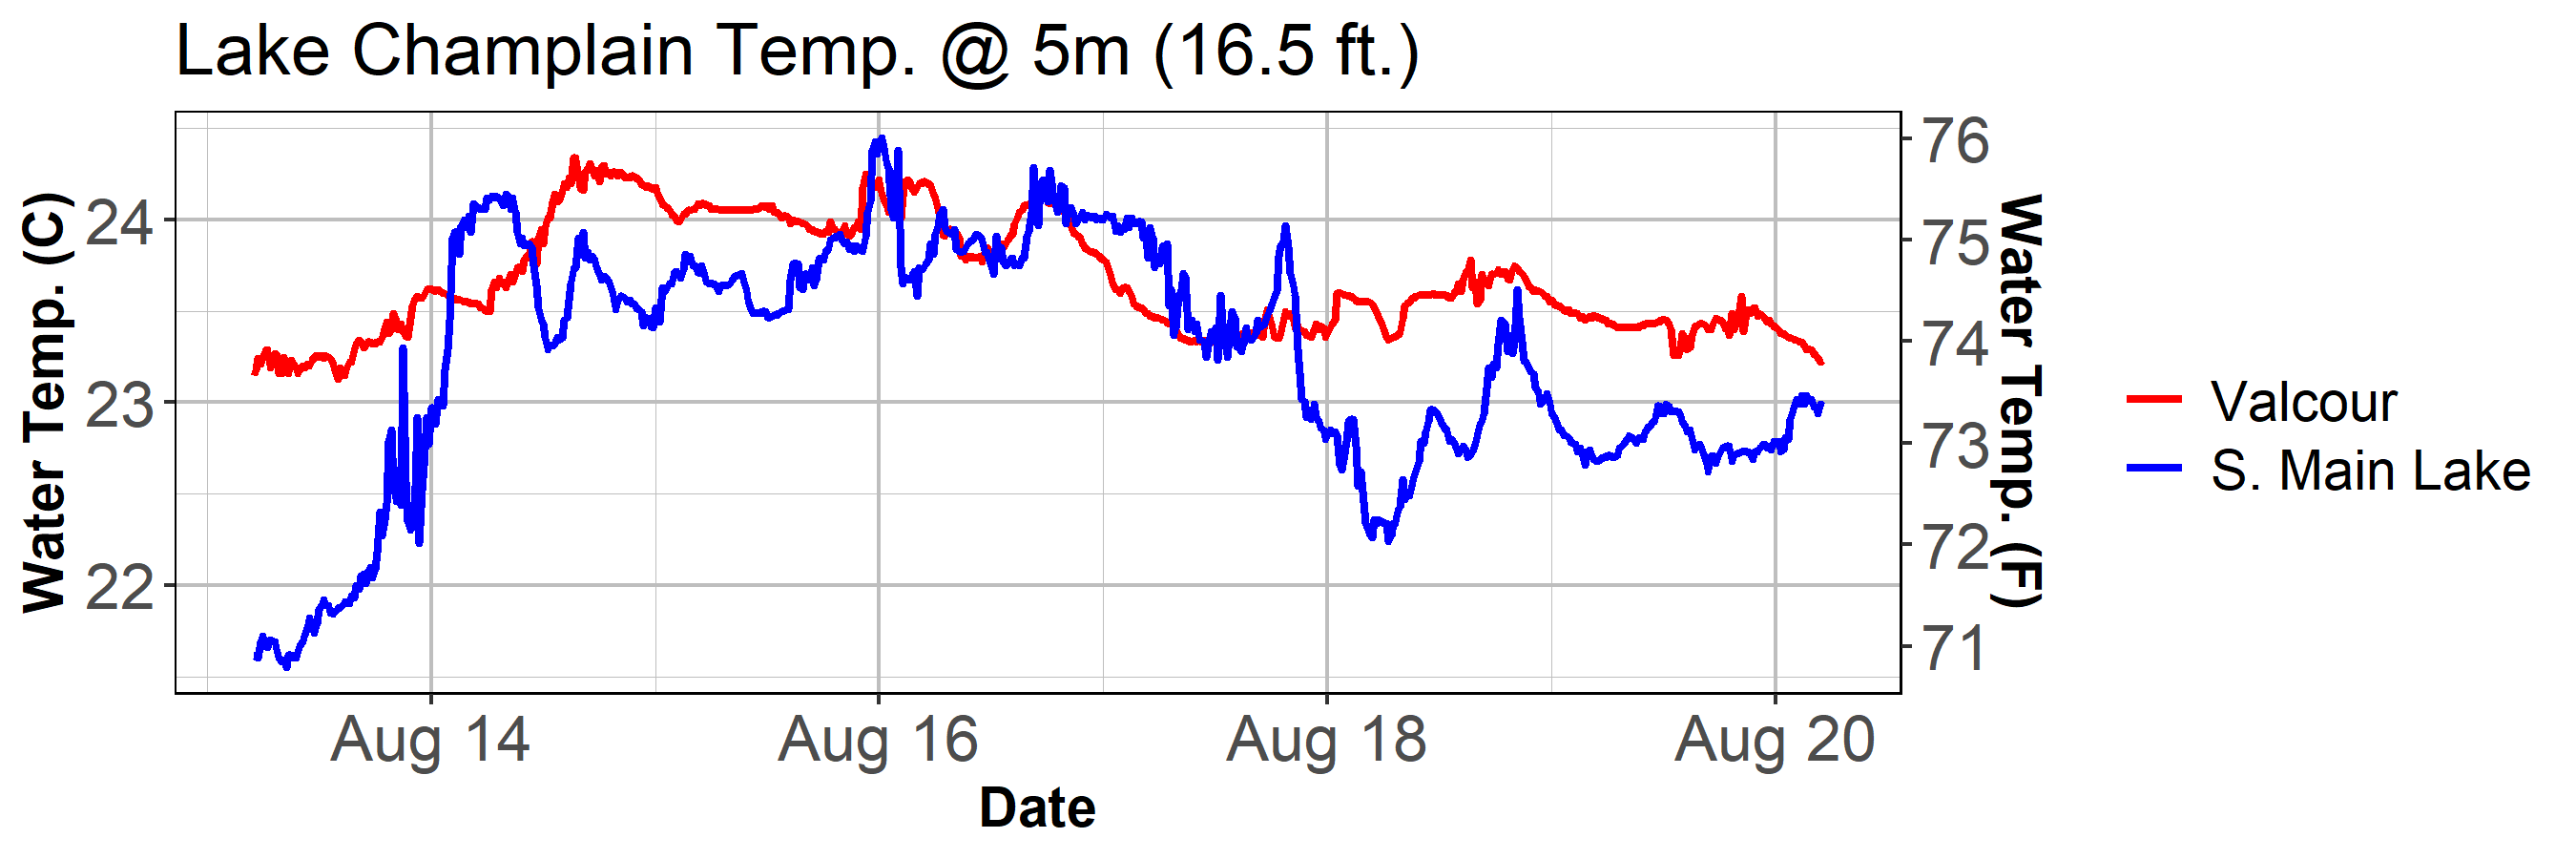 Lake Champlain Temp. @ 5m (16.5 ft.)
Water Temp. (C)
24
23
22
76
75
74
73
72
71
Water Temp. (F)
Aug 14
Aug 16
Aug 18
Aug 20
Date
Valcour
S. Main Lake